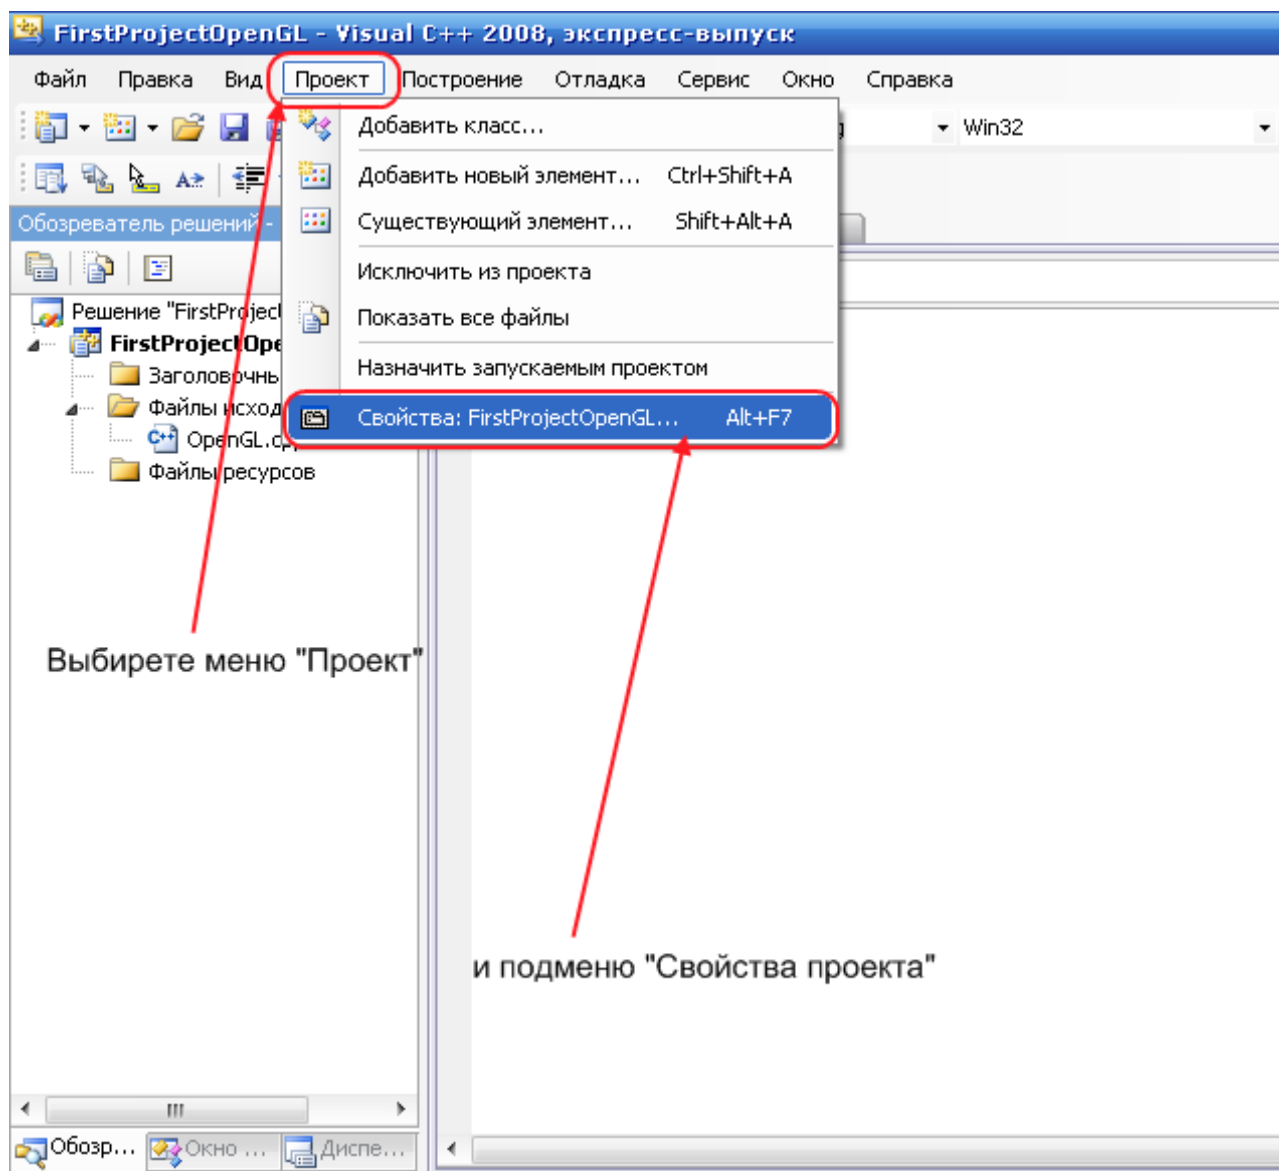 FirstProjectOpenGL - Visual C++ 2008, экспресс-выпуск
Файл Правка Вид Проект Построение Отладка Сервис Окно Справка
Добавить класс...
Win32
Добавить новый элемент... Ctrl+Shift+A
Обозреватель решений -
Существующий элемент... Shift+Alt+A
Исключить из проекта
Решение "FirstProject
Показать все файлы
FirstProjectOpe
Назначить запускаемым проектом
Заголовочны
Файлы исход
Свойства: FirstProjectOpenGL... Alt+F7
OpenGL.cpp
Файлы ресурсов
Выбирете меню "Проект"
и подменю "Свойства проекта"
Обозр... Окно ... Диспе...